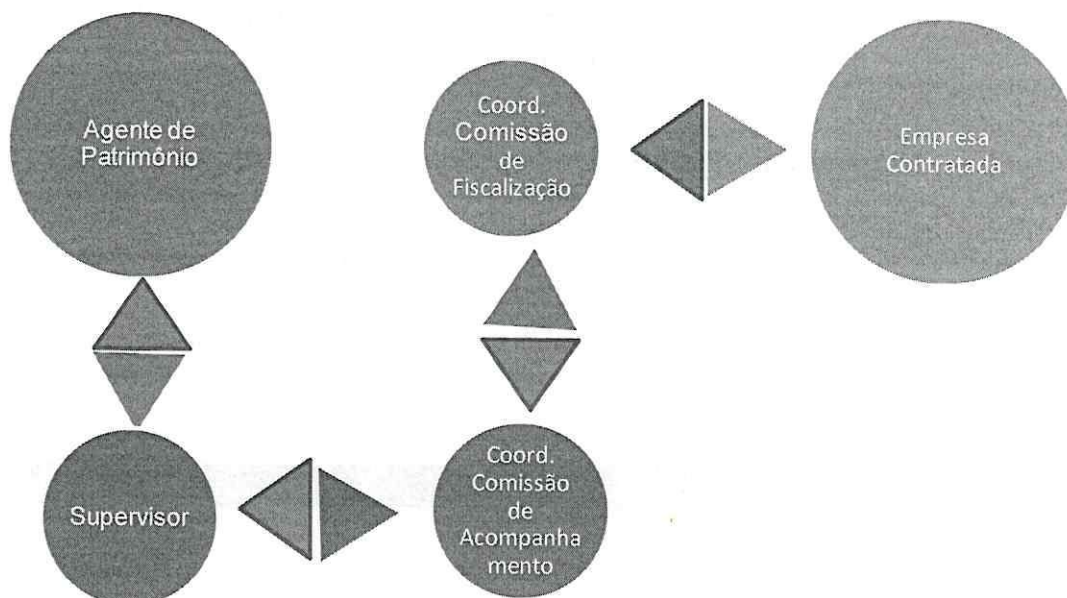 Agente de
Patrimônio
Coord.
Comissão
de
Fiscalização
Empresa
Contratada
Supervisor
Coord.
Comissão
de
Acompanha
mento